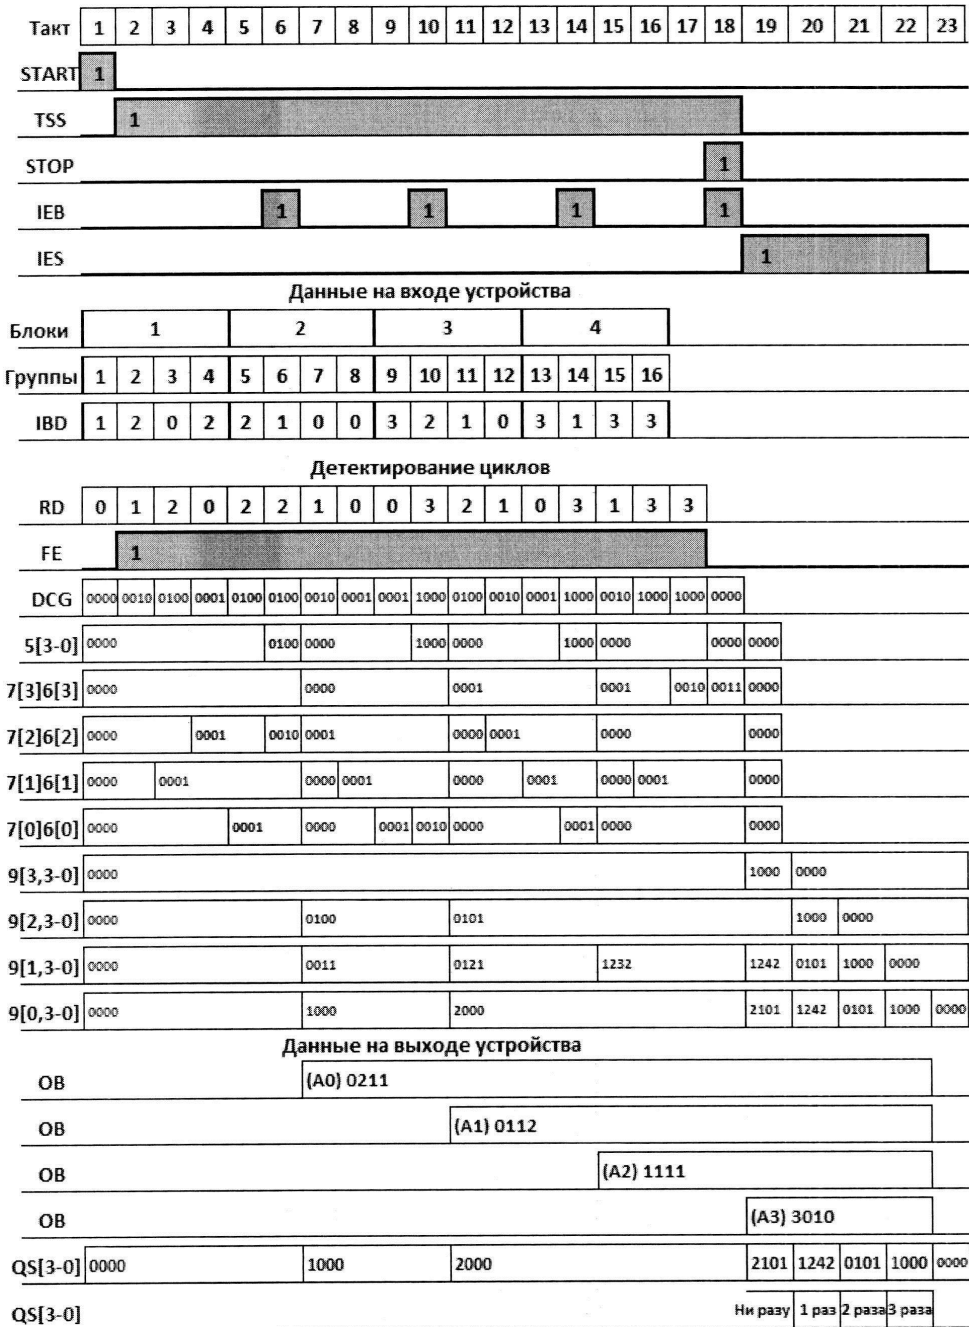 Такт 1 2 3 4 5 6 7 8 9 10 11 12 13 14 15 16 17 18 19 20 21 22 23
START 1
TSS 1
STOP 1
IEB 1 1 1 1
IES 1
Данные на входе устройства
Блоки 1 2 3 4
Группы 1 2 3 4 5 6 7 8 9 10 11 12 13 14 15 16
IBD 1 2 0 2 2 1 0 0 3 2 1 0 3 1 3 3
Детектирование циклов
RD 0 1 2 0 2 2 1 0 0 3 2 1 0 3 1 3 3
FE 1
DCG 0000 0010 0100 0001 0100 0100 0010 0001 0001 1000 0100 0010 0001 1000 0010 1000 1000 0000
5[3-0] 0000 0100 0000 1000 0000 1000 0000 0000 0000
7[3]6[3] 0000 0000 0001 0001 0010 0011 0000
7[2]6[2] 0000 0001 0010 0001 0000 0001 0000 0000
7[1]6[1] 0000 0001 0000 0001 0000 0001 0000 0001 0000
7[0]6[0] 0000 0001 0000 0001 0010 0000 0001 0000 0000
9[3,3-0] 0000 1000 0000
9[2,3-0] 0000 0100 0101 1000 0000
9[1,3-0] 0000 0011 0121 1232 1242 0101 1000 0000
9[0,3-0] 0000 1000 2000 2101 1242 0101 1000 0000
Данные на выходе устройства
OB (A0) 0211
OB (A1) 0112
OB (A2) 1111
OB (A3) 3010
QS[3-0] 0000 1000 2000 2101 1242 0101 1000 0000
QS[3-0] Ни разу 1 раз 2 раза 3 раза